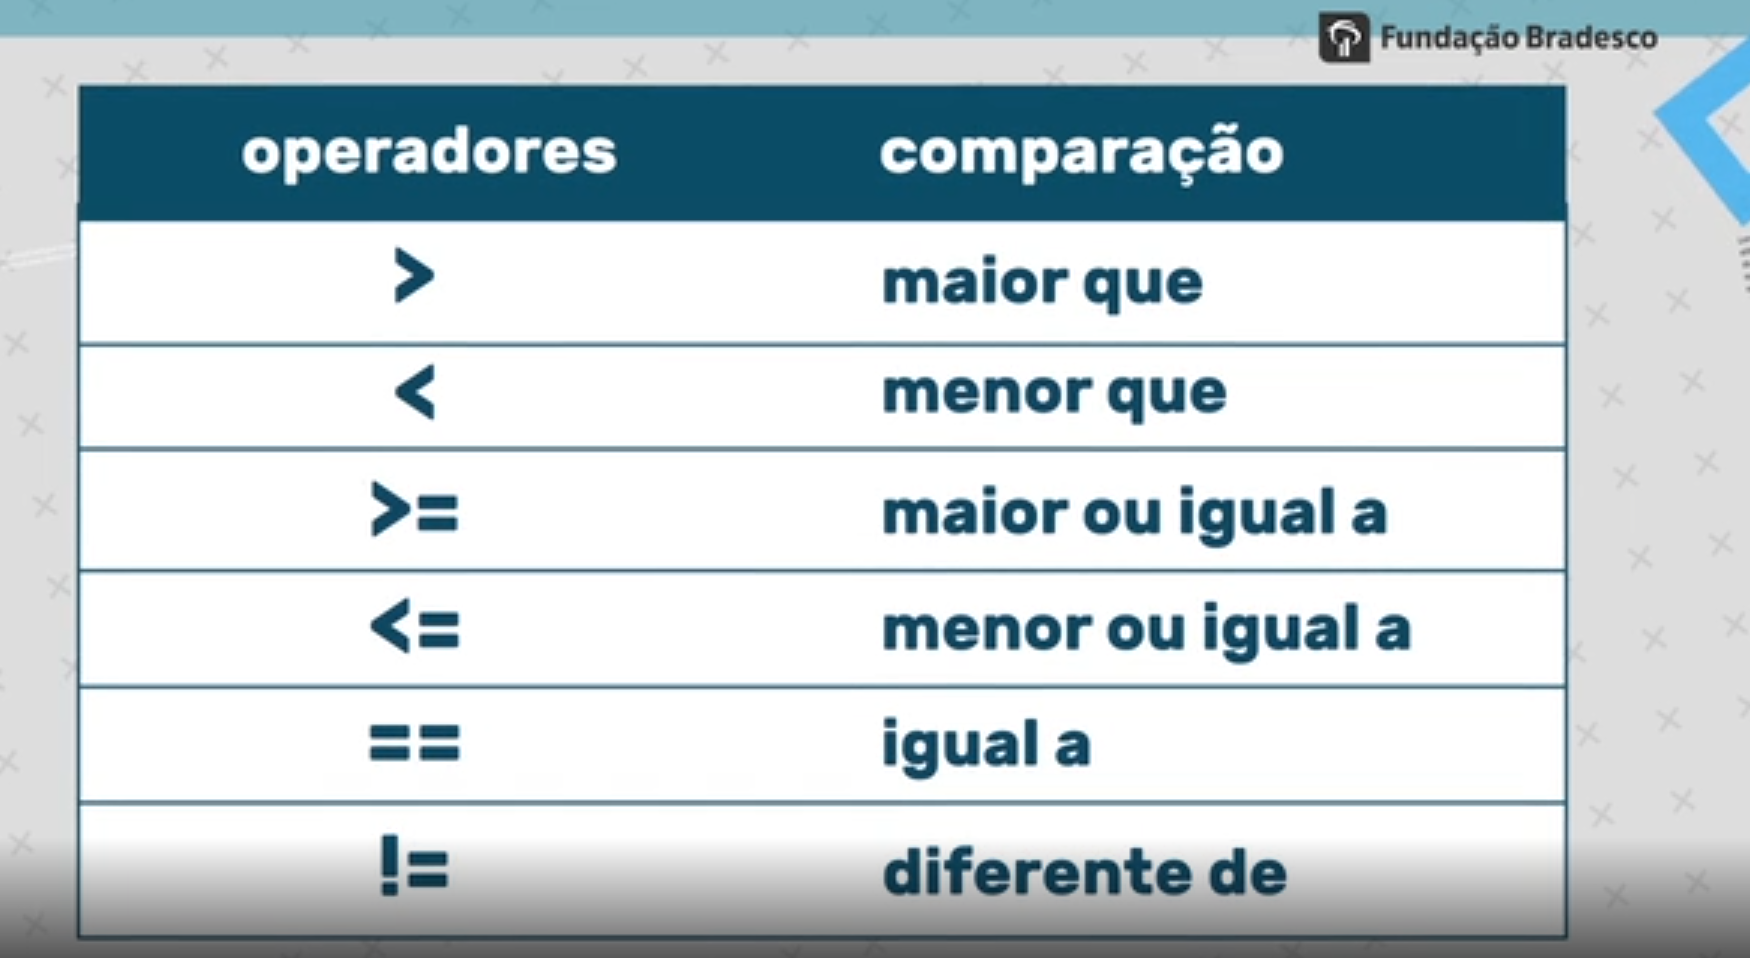 Fundação Bradesco
operadores comparação
> maior que
< menor que
>= maior ou igual a
<= menor ou igual a
== igual a
!= diferente de